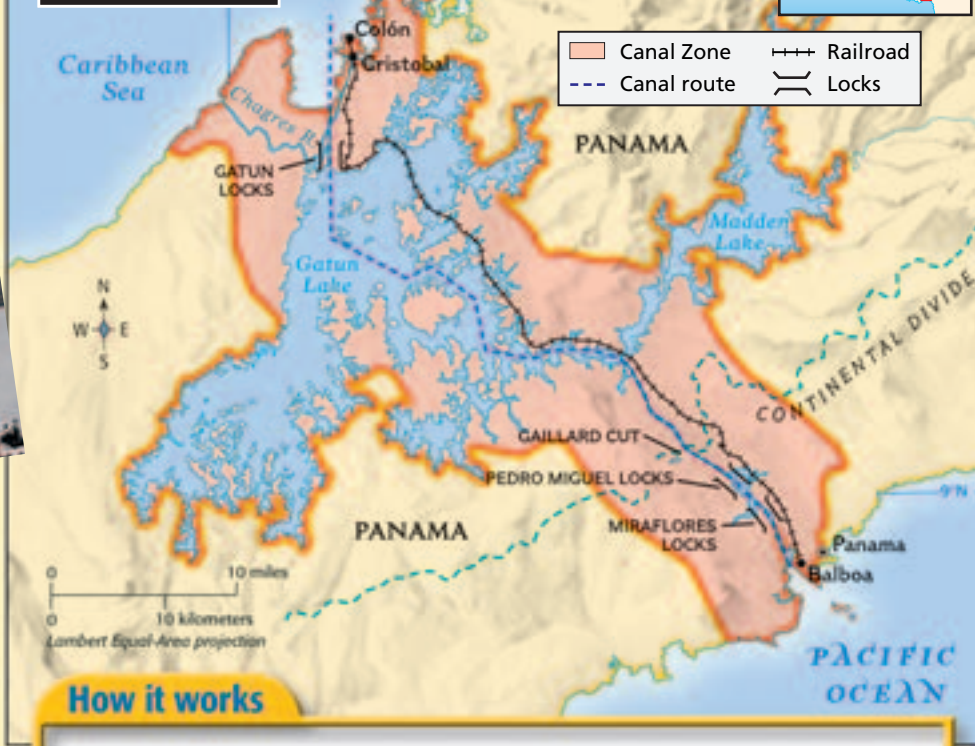 Colón
Cristobal
Caribbean
Sea
Canal Zone
Railroad
Canal route
Locks
Chagres R.
PANAMA
GATUN
LOCKS
Madden
Lake
Gatun
Lake
N
W E
S
CONTINENTAL DIVIDE
GAILLARD CUT
PEDRO MIGUEL LOCKS
9°N
PANAMA
MIRAFLORES
LOCKS
Panama
Balboa
0 10 miles
0 10 kilometers
Lambert Equal-Area projection
PACIFIC
OCEAN
How it works